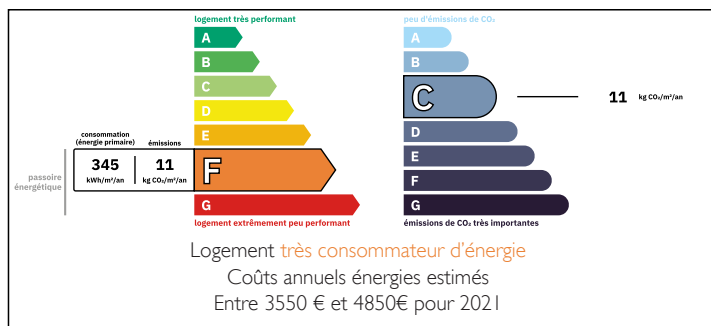 logement très performant
A
B
C
D
E
consommation
(énergie primaire)
émissions
345
kWh/m²/an
11
kg CO₂/m²/an
F
passoire
énergétique
G
logement extrêmement peu performant
peu d'émissions de CO₂
A
B
C
11 kg CO₂/m²/an
D
E
F
G
émissions de CO₂ très importantes
Logement très consommateur d'énergie
Coûts annuels énergies estimés
Entre 3550 € et 4850€ pour 2021